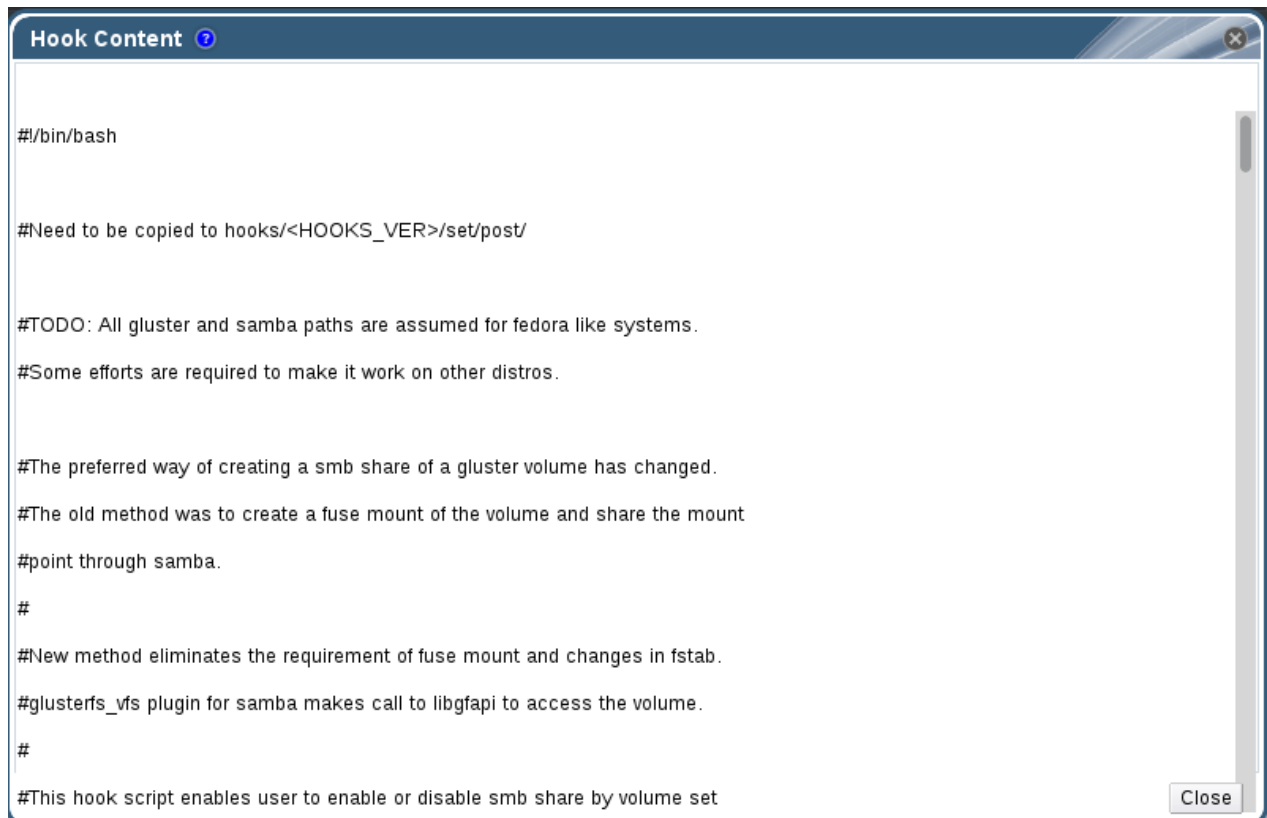 Hook Content ?
#!/bin/bash
#Need to be copied to hooks/<HOOKS_VER>/set/post/
#TODO: All gluster and samba paths are assumed for fedora like systems.
#Some efforts are required to make it work on other distros.
#The preferred way of creating a smb share of a gluster volume has changed.
#The old method was to create a fuse mount of the volume and share the mount
#point through samba.
#
#New method eliminates the requirement of fuse mount and changes in fstab.
#glusterfs_vfs plugin for samba makes call to libgfapi to access the volume.
#
#This hook script enables user to enable or disable smb share by volume set
Close